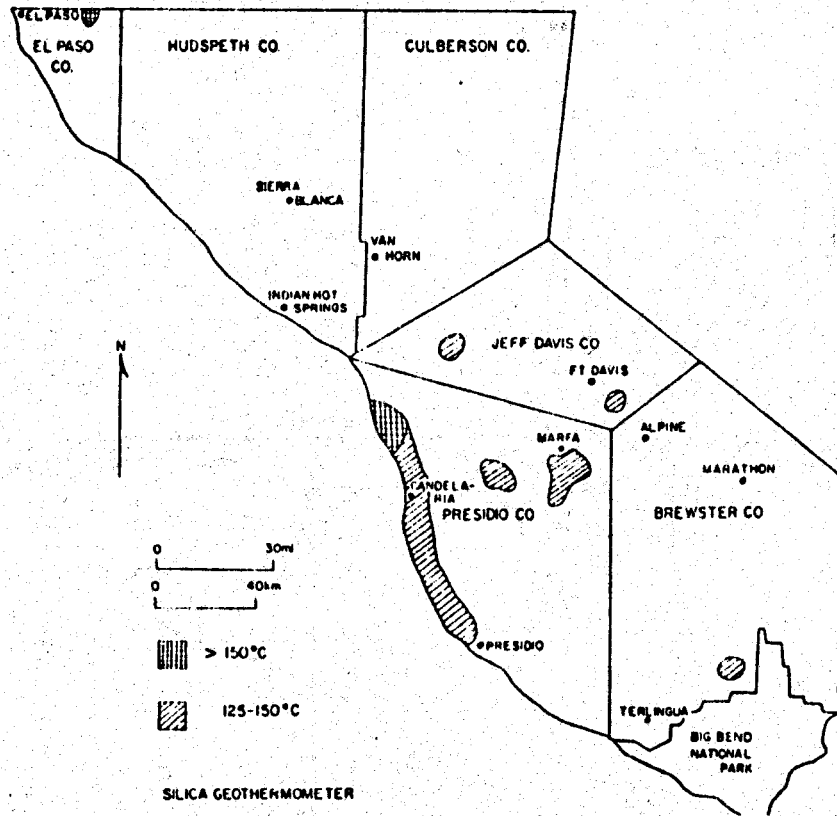 EL PASO
EL PASO
CO.
HUDSPETH CO.
CULBERSON CO.
SIERRA
BLANCA
VAN
HORN
INDIAN HOT
SPRINGS
N
JEFF DAVIS CO
FT DAVIS
ALPINE
MARFA
MARATHON
CANDELA-
RIA
PRESIDIO CO
BREWSTER CO
0 30mi
0 40km
> 150°C
PRESIDIO
125-150°C
TERLINGUA
BIG BEND
NATIONAL
PARK
SILICA GEOTHERMOMETER